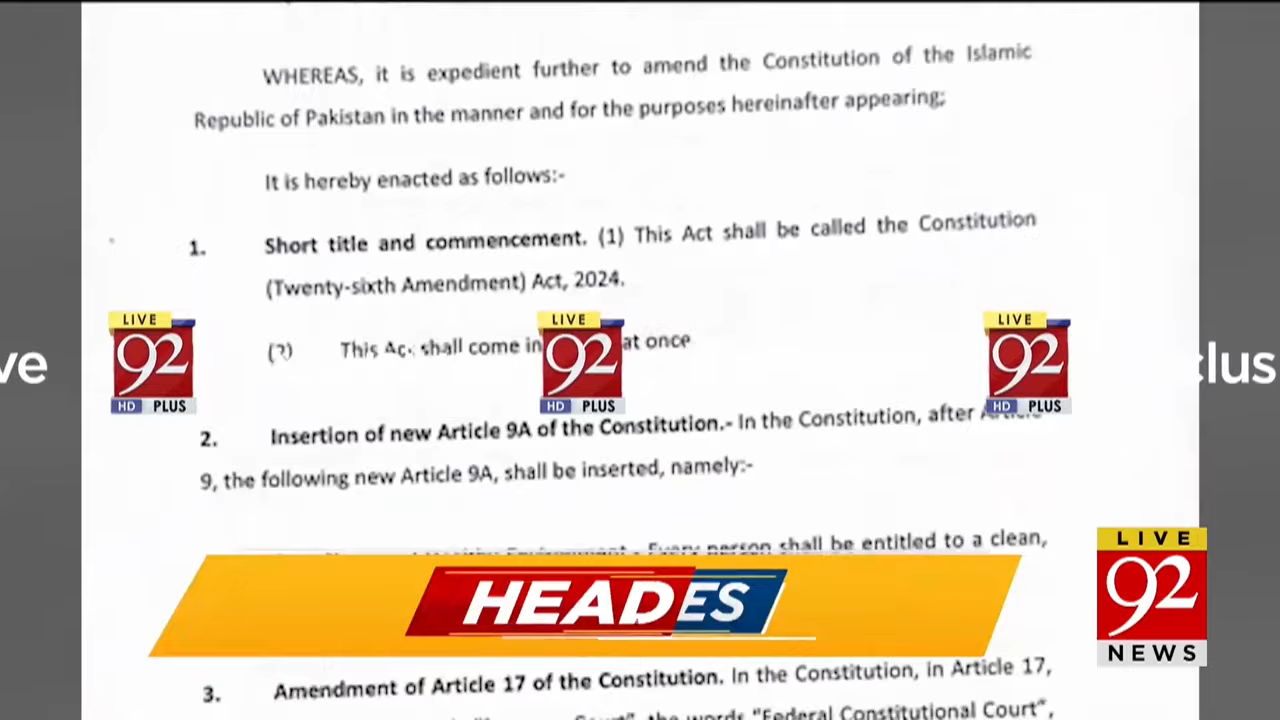 WHEREAS, it is expedient further to amend the Constitution of the Islamic
Republic of Pakistan in the manner and for the purposes hereinafter appearing;
It is hereby enacted as follows:-
1. Short title and commencement. (1) This Act shall be called the Constitution
(Twenty-sixth Amendment) Act, 2024.
LIVE
92
HD PLUS
LIVE
92
HD PLUS
LIVE
92
HD PLUS
ve
clus
(2) This Act shall come in at once
2. Insertion of new Article 9A of the Constitution.- In the Constitution, after Article
9, the following new Article 9A, shall be inserted, namely:-
Every person shall be entitled to a clean,
HEADES
LIVE
92
NEWS
3. Amendment of Article 17 of the Constitution. In the Constitution, in Article 17,
the words "Federal Constitutional Court",